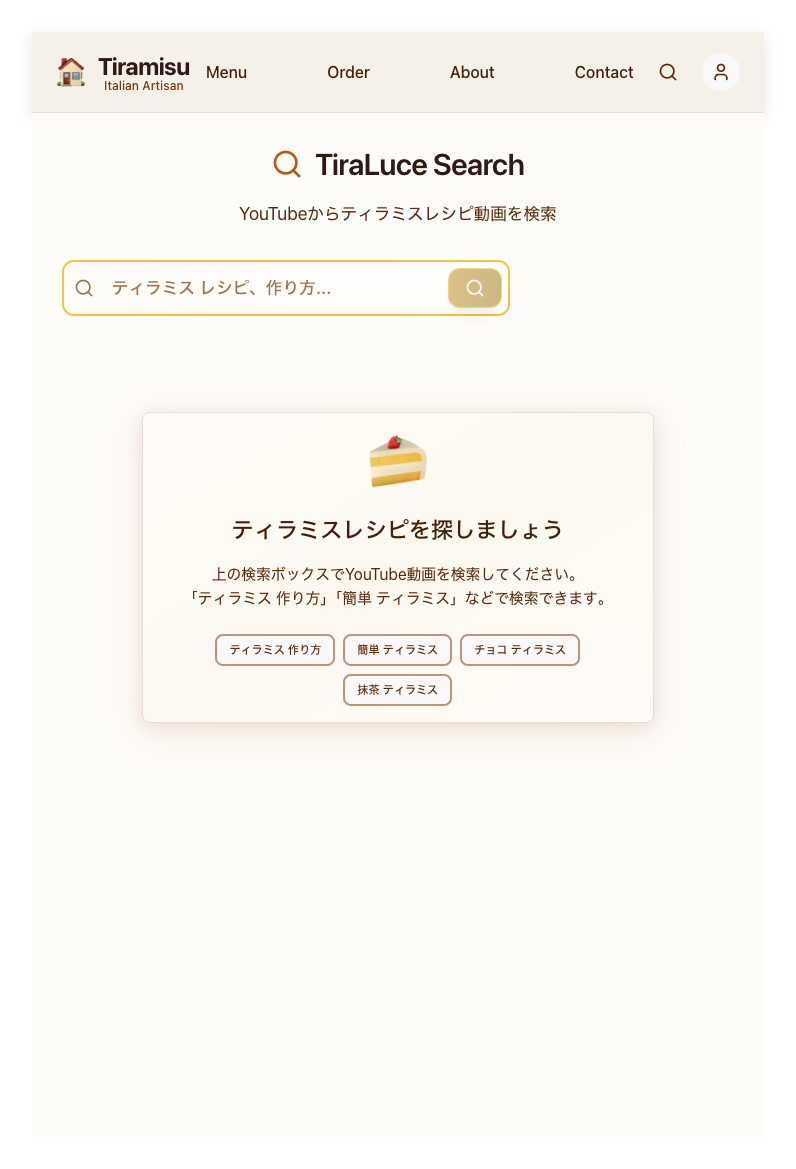 Tiramisu
Italian Artisan
Menu
Order
About
Contact
TiraLuce Search
YouTubeからティラミスレシピ動画を検索
ティラミス レシピ、作り方...
ティラミスレシピを探しましょう
上の検索ボックスでYouTube動画を検索してください。
「ティラミス 作り方」「簡単 ティラミス」などで検索できます。
ティラミス 作り方
簡単 ティラミス
チョコ ティラミス
抹茶 ティラミス